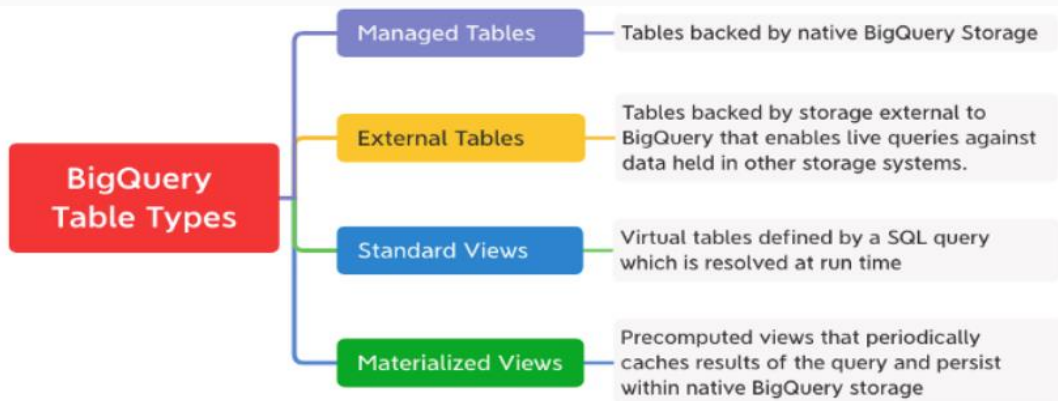 BigQuery
Table Types
Managed Tables
Tables backed by native BigQuery Storage
External Tables
Tables backed by storage external to
BigQuery that enables live queries against
data held in other storage systems.
Standard Views
Virtual tables defined by a SQL query
which is resolved at run time
Materialized Views
Precomputed views that periodically
caches results of the query and persist
within native BigQuery storage